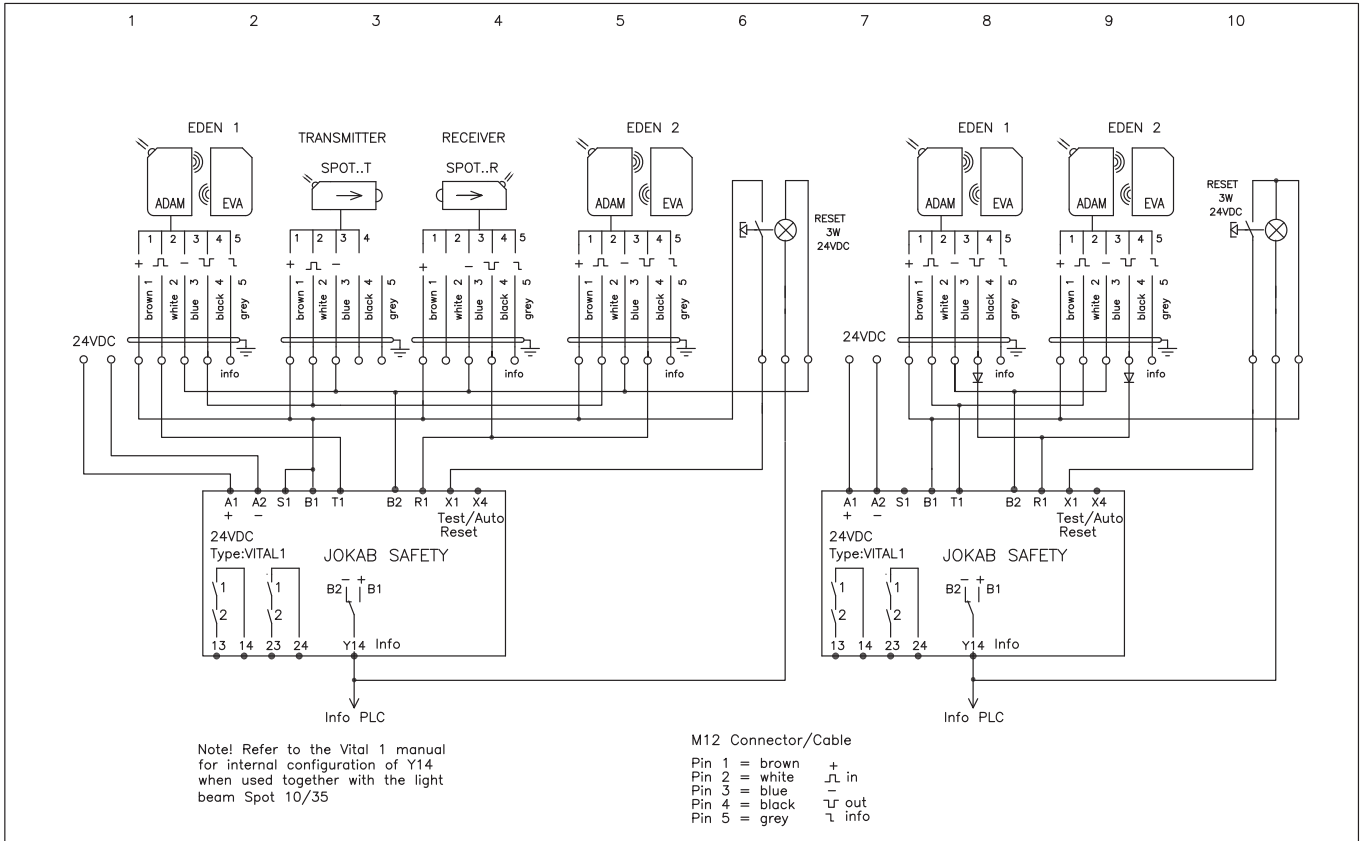 1 2 3 4 5 6 7 8 9 10
EDEN 1
TRANSMITTER
SPOT..T
RECEIVER
SPOT..R
EDEN 2
EDEN 1
EDEN 2
ADAM EVA
ADAM EVA
ADAM EVA
ADAM EVA
RESET
3W
24VDC
RESET
3W
24VDC
1 2 3 4 5
1 2 3 4
1 2 3 4 5
1 2 3 4 5
1 2 3 4 5
1 2 3 4 5
+ −
+ −
+ −
+ −
+ −
+ −
brown 1 white 2 blue 3 black 4 grey 5
brown 1 white 2 blue 3 black 4 grey 5
brown 1 white 2 blue 3 black 4 grey 5
brown 1 white 2 blue 3 black 4 grey 5
brown 1 white 2 blue 3 black 4 grey 5
brown 1 white 2 blue 3 black 4 grey 5
24VDC
info
info
info
24VDC
info
info
A1 A2 S1 B1 T1 B2 R1 X1 X4
+ −
Test/Auto
Reset
24VDC
Type:VITAL1
JOKAB SAFETY
B2 − + B1
1
2
1
2
13 14 23 24 Y14 Info
Info PLC
A1 A2 S1 B1 T1 B2 R1 X1 X4
+ −
Test/Auto
Reset
24VDC
Type:VITAL1
JOKAB SAFETY
B2 − + B1
1
2
1
2
13 14 23 24 Y14 Info
Info PLC
Note! Refer to the Vital 1 manual
for internal configuration of Y14
when used together with the light
beam Spot 10/35
M12 Connector/Cable
Pin 1 = brown +
Pin 2 = white in
Pin 3 = blue −
Pin 4 = black out
Pin 5 = grey info